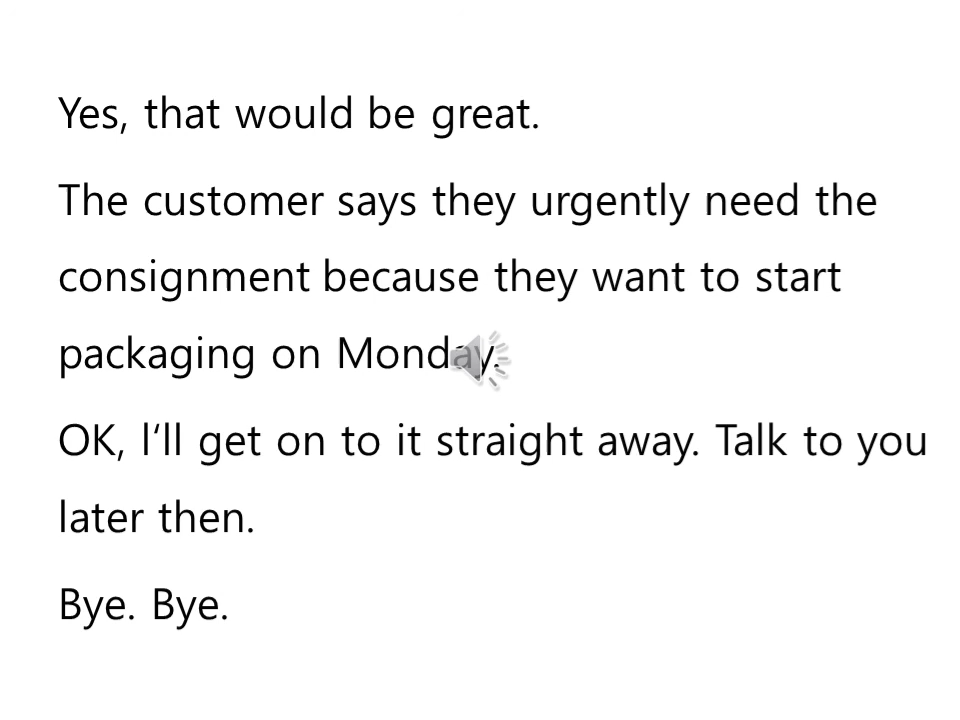 Yes, that would be great.
The customer says they urgently need the
consignment because they want to start
packaging on Monday.
OK, l‘ll get on to it straight away. Talk to you
later then.
Bye. Bye.